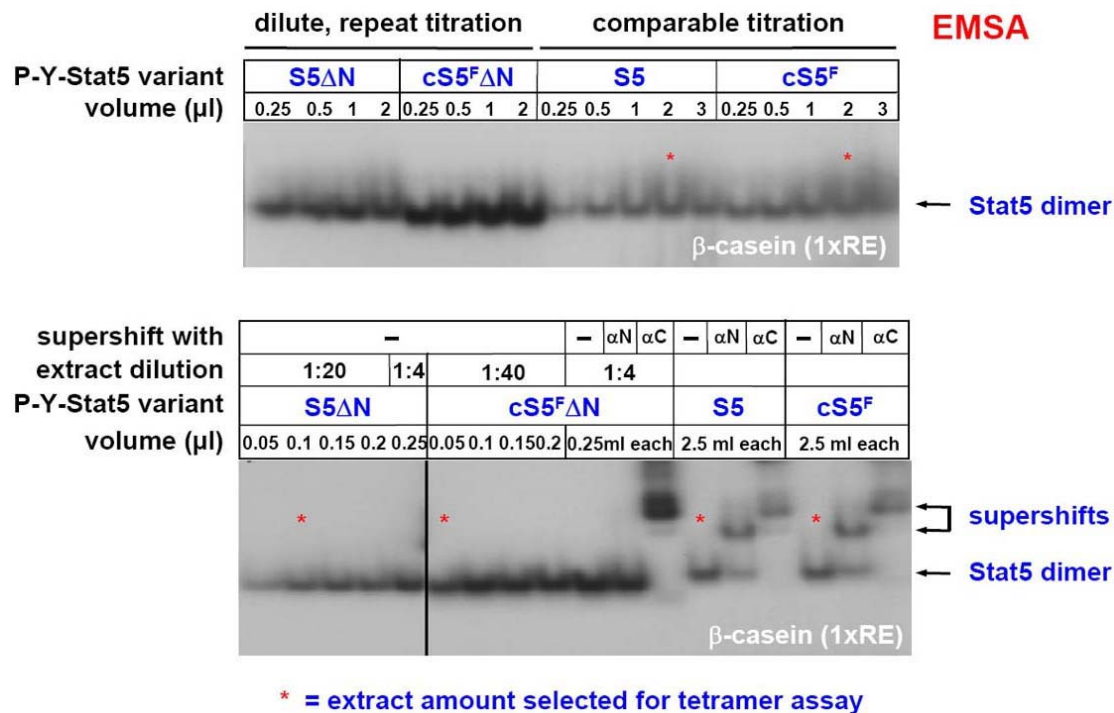 dilute, repeat titration comparable titration EMSA
P-Y-Stat5 variant S5ΔN cS5ᶠΔN S5 cS5ᶠ
volume (µl) 0.25 0.5 1 2 0.25 0.5 1 2 0.25 0.5 1 2 3 0.25 0.5 1 2 3
* *
← Stat5 dimer
β-casein (1xRE)
supershift with – – αN αC – αN αC – αN αC
extract dilution 1:20 1:4 1:40 1:4
P-Y-Stat5 variant S5ΔN cS5ᶠΔN S5 cS5ᶠ
volume (µl) 0.05 0.1 0.15 0.2 0.25 0.05 0.1 0.15 0.2 0.25ml each 2.5 ml each 2.5 ml each
* * * *
supershifts
← Stat5 dimer
β-casein (1xRE)
* = extract amount selected for tetramer assay